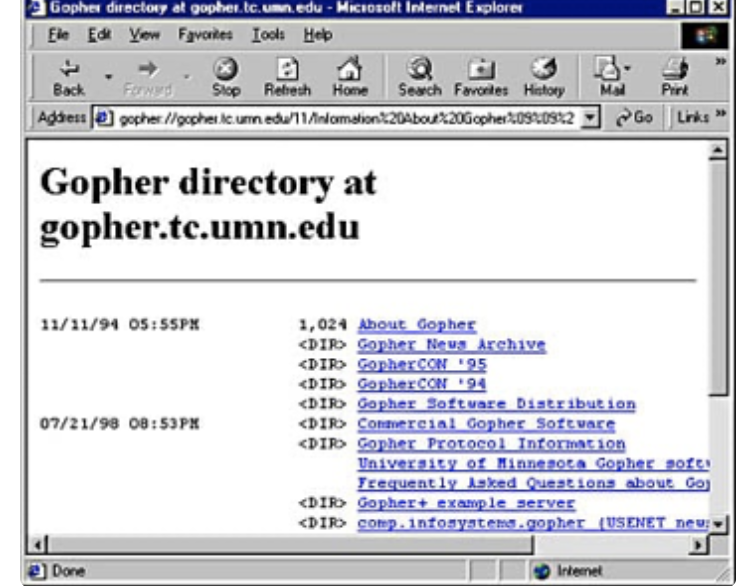 Gopher directory at gopher.tc.umn.edu - Microsoft Internet Explorer
File Edit View Favorites Tools Help
Back Forward Stop Refresh Home Search Favorites History Mail Print »
Address gopher://gopher.tc.umn.edu/11/Information%20About%20Gopher%09%09%2 Go Links »
Gopher directory at
gopher.tc.umn.edu
11/11/94 05:55PM 1,024 About Gopher
<DIR> Gopher News Archive
<DIR> GopherCON '95
<DIR> GopherCON '94
<DIR> Gopher Software Distribution
07/21/98 08:53PM <DIR> Commercial Gopher Software
<DIR> Gopher Protocol Information
University of Minnesota Gopher softw
Frequently Asked Questions about Gop
<DIR> Gopher+ example server
<DIR> comp.infosystems.gopher (USENET new
Done Internet